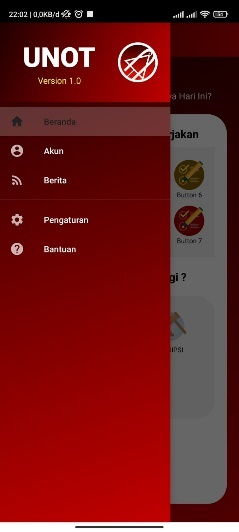 22:02 | 0,0KB/d
UNOT
Version 1.0
Beranda
Akun
Berita
Pengaturan
Bantuan
a Hari Ini?
rjakan
Button 6
Button 7
gi ?
IPSI